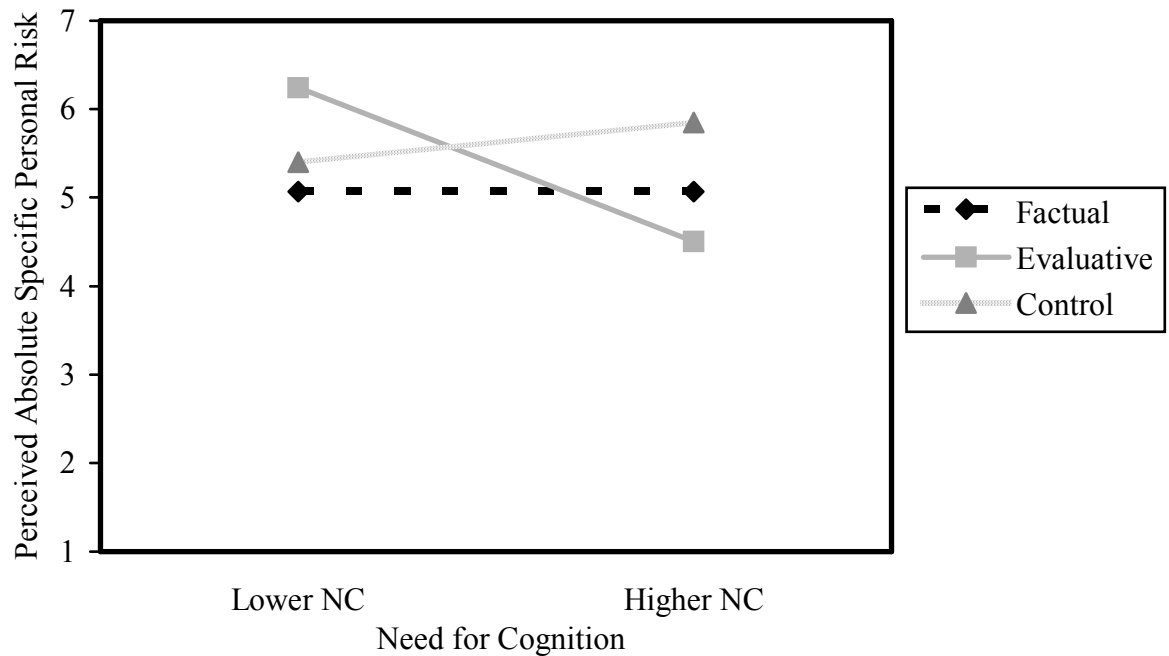 Perceived Absolute Specific Personal Risk
7
6
5
4
3
2
1
Lower NC
Higher NC
Need for Cognition
Factual
Evaluative
Control